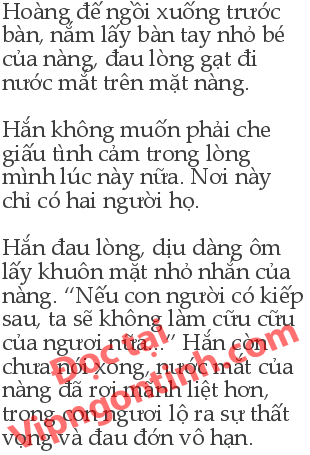 Hoàng đế ngồi xuống trước
bàn, nắm lấy bàn tay nhỏ bé
của nàng, đau lòng gạt đi
nước mắt trên mặt nàng.
Hắn không muốn phải che
giấu tình cảm trong lòng
mình lúc này nữa. Nơi này
chỉ có hai người họ.
Hắn đau lòng, dịu dàng ôm
lấy khuôn mặt nhỏ nhắn của
nàng. “Nếu con người có kiếp
sau, ta sẽ không làm cữu cữu
của ngươi nữa...” Hắn còn
chưa nói xong, nước mắt của
nàng đã rơi mãnh liệt hơn,
trong con ngươi lộ ra sự thất
vọng và đau đớn vô hạn.
Đọc tại
Vipngontinh.com